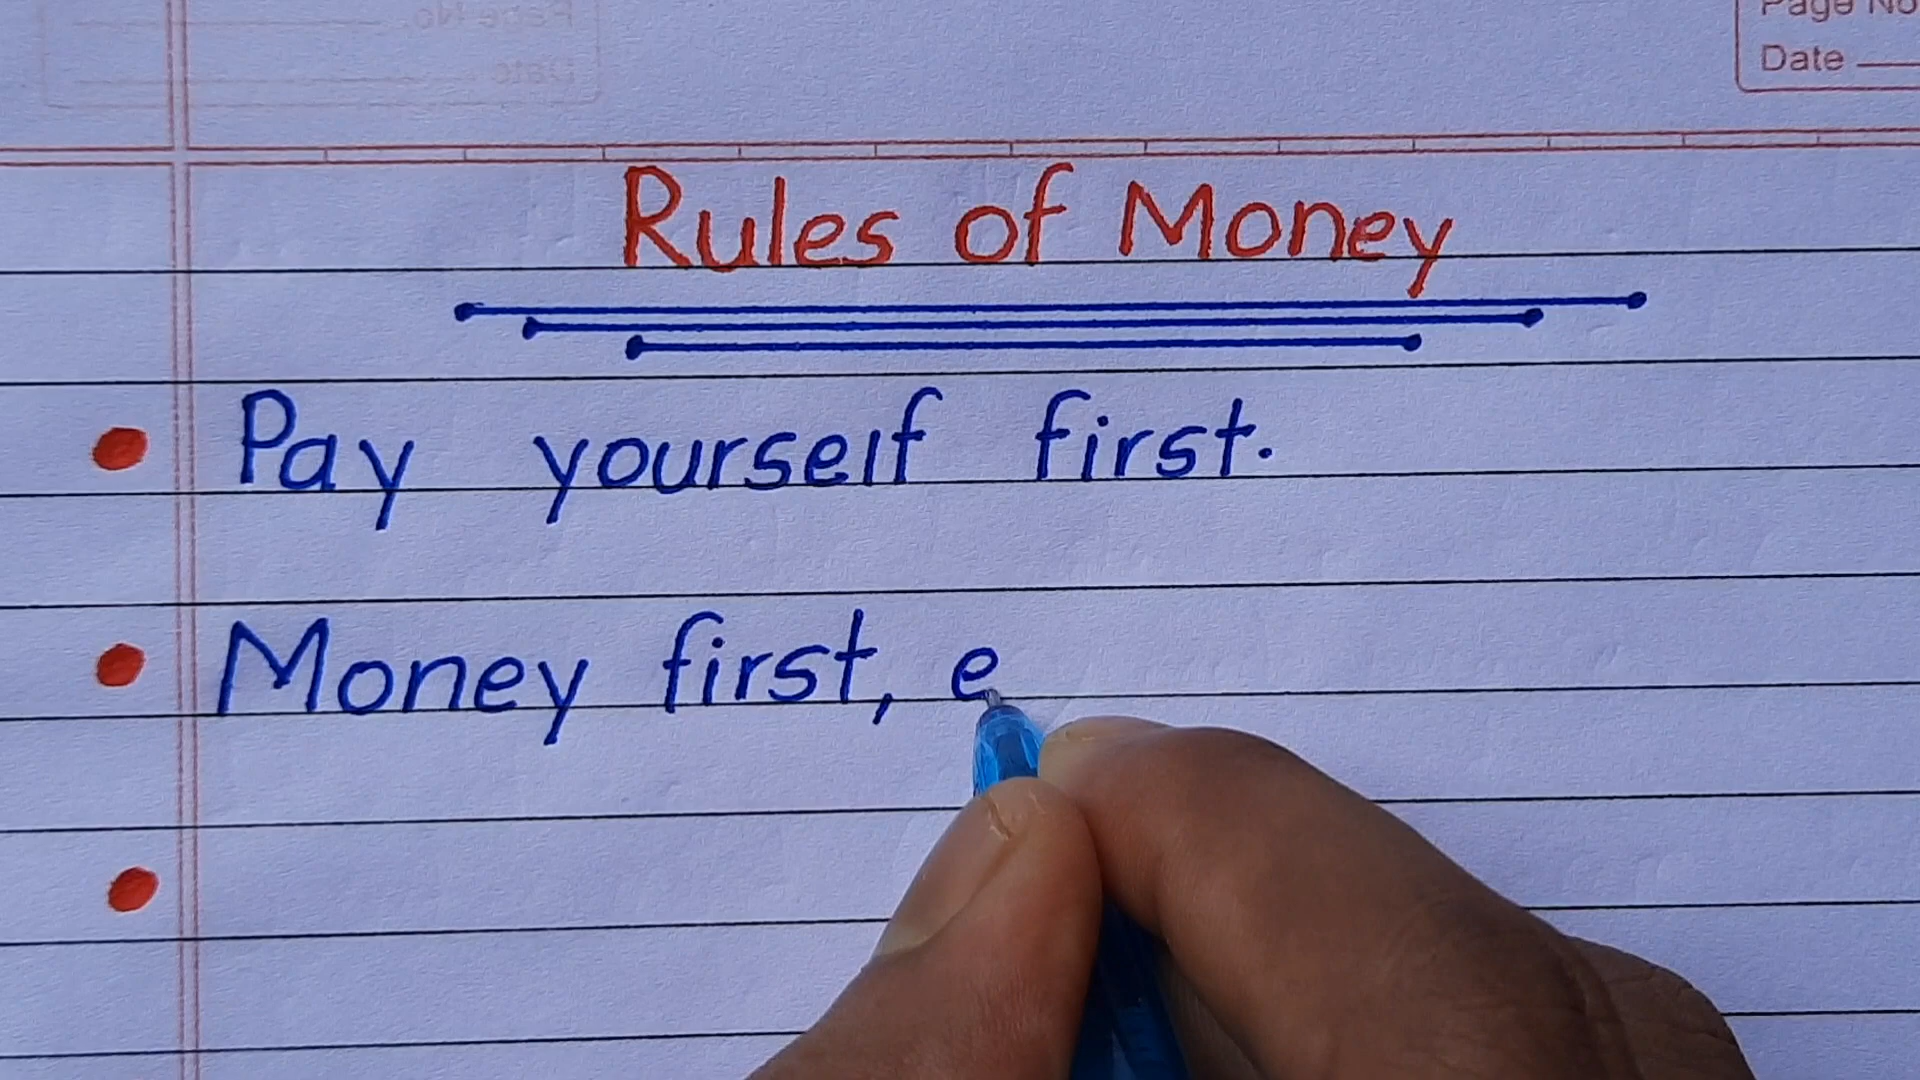 Page No
Date
Rules of Money
Pay yourself first.
Money first, e